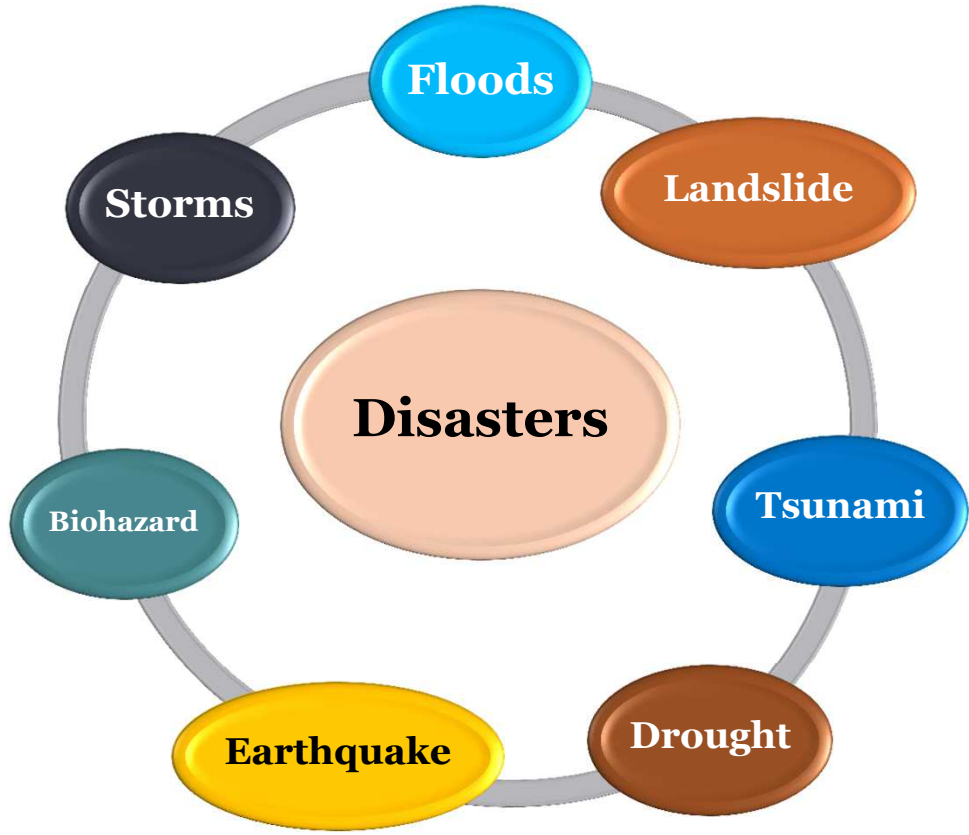 Floods
Landslide
Storms
Disasters
Tsunami
Biohazard
Drought
Earthquake